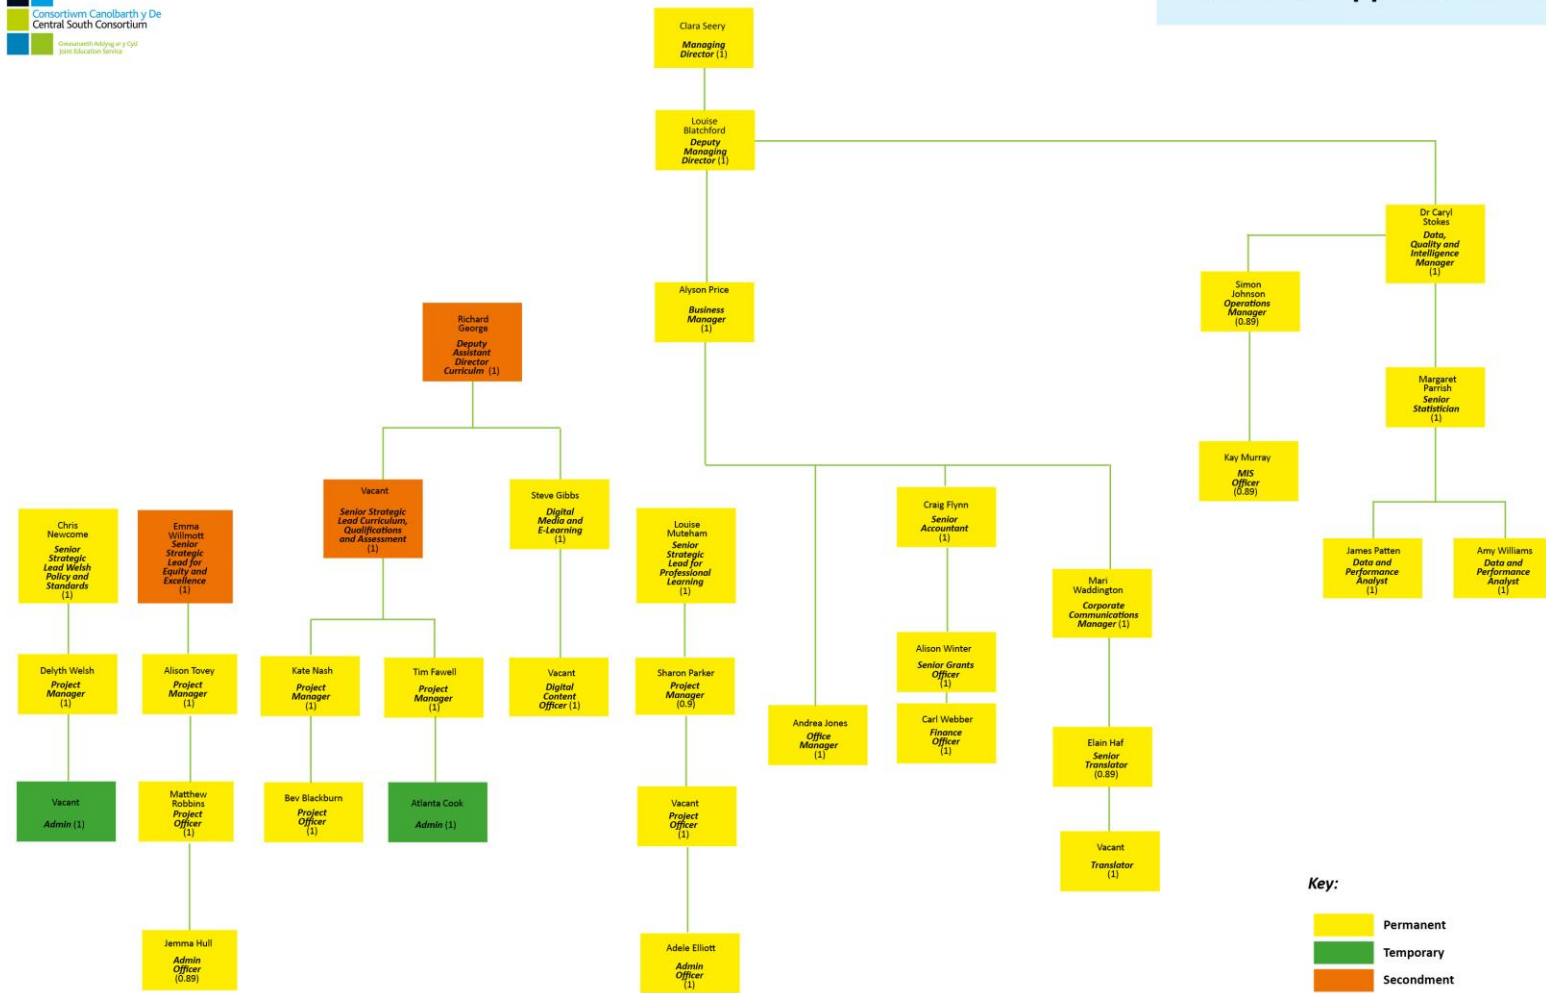 Consortiwm Canolbarth y De
Central South Consortium
Gwasanaeth Addysg ar y Cyd
Joint Education Service
Clara Seery
Managing
Director (1)
Louise
Blatchford
Deputy
Managing
Director (1)
Dr Caryl
Stokes
Data,
Quality and
Intelligence
Manager
(1)
Simon
Johnson
Operations
Manager
(0.89)
Alyson Price
Business
Manager
(1)
Richard
George
Deputy
Assistant
Director
Curriculm (1)
Margaret
Parrish
Senior
Statistician
(1)
Kay Murray
MIS
Officer
(0.89)
Chris
Newcome
Senior
Strategic
Lead Welsh
Policy and
Standards
(1)
Emma
Willmott
Senior
Strategic
Lead for
Equity and
Excellence
(1)
Vacant
Senior Strategic
Lead Curriculum,
Qualifications
and Assessment
(1)
Steve Gibbs
Digital
Media and
E-Learning
(1)
Louise
Muteham
Senior
Strategic
Lead for
Professional
Learning
(1)
Craig Flynn
Senior
Accountant
(1)
Mari
Waddington
Corporate
Communications
Manager (1)
James Patten
Data and
Performance
Analyst
(1)
Amy Williams
Data and
Performance
Analyst
(1)
Delyth Welsh
Project
Manager
(1)
Alison Tovey
Project
Manager
(1)
Kate Nash
Project
Manager
(1)
Tim Fawell
Project
Manager
(1)
Vacant
Digital
Content
Officer (1)
Sharon Parker
Project
Manager
(0.9)
Alison Winter
Senior Grants
Officer
(1)
Andrea Jones
Office
Manager
(1)
Carl Webber
Finance
Officer
(1)
Elain Haf
Senior
Translator
(0.89)
Vacant
Admin (1)
Matthew
Robbins
Project
Officer
(1)
Bev Blackburn
Project
Officer
(1)
Atlanta Cook
Admin (1)
Vacant
Project
Officer
(1)
Vacant
Translator
(1)
Jemma Hull
Admin
Officer
(0.89)
Adele Elliott
Admin
Officer
(1)
Key:
Permanent
Temporary
Secondment